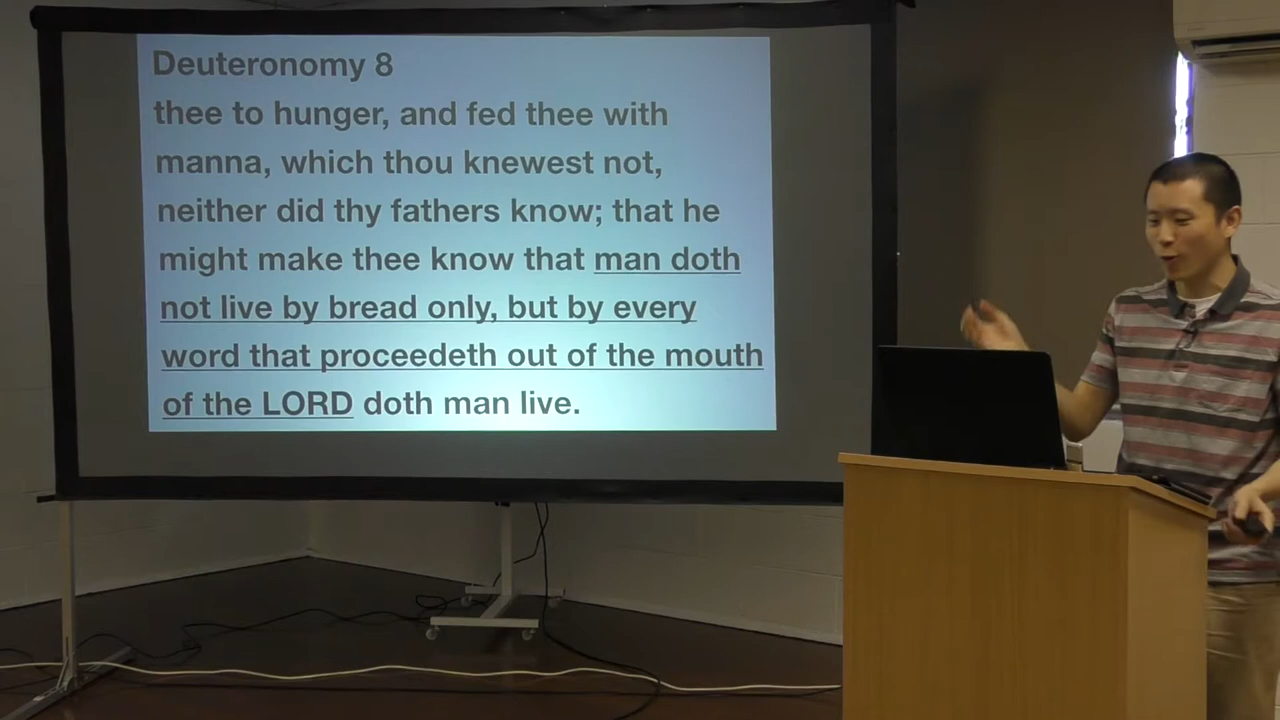 Deuteronomy 8
thee to hunger, and fed thee with
manna, which thou knewest not,
neither did thy fathers know; that he
might make thee know that man doth
not live by bread only, but by every
word that proceedeth out of the mouth
of the LORD doth man live.